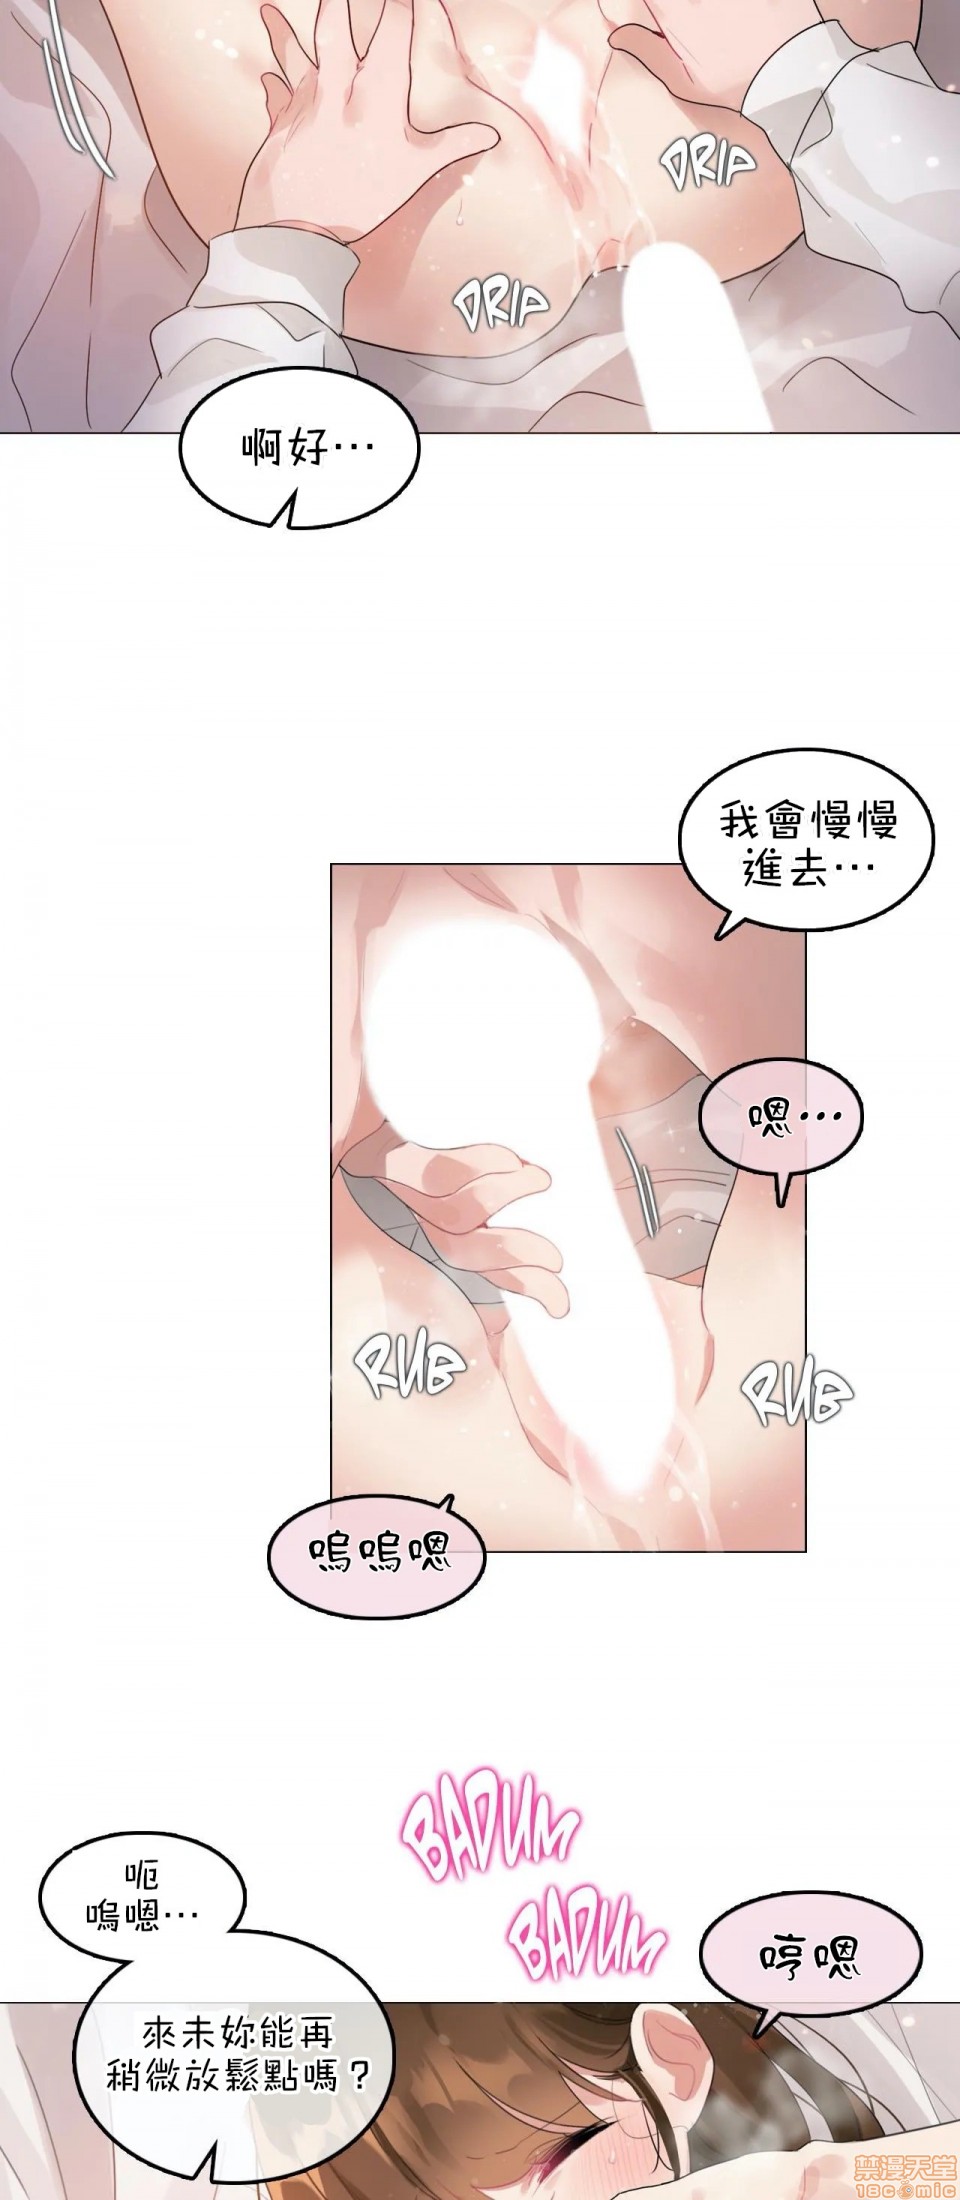 DRIP
DRIP
啊好…
我會慢慢
進去…
嗯…
RUB
RUB
嗚嗚嗯
BADUM
BADUM
呃
嗚嗯…
哼嗯
來未妳能再
稍微放鬆點嗎？
禁漫天堂
18comic